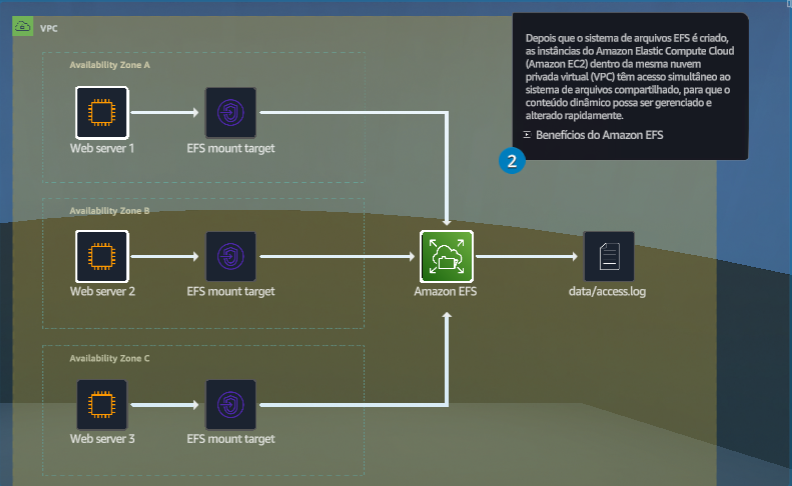 VPC
Depois que o sistema de arquivos EFS é criado,
as instâncias do Amazon Elastic Compute Cloud
(Amazon EC2) dentro da mesma nuvem
privada virtual (VPC) têm acesso simultâneo ao
sistema de arquivos compartilhado, para que o
conteúdo dinâmico possa ser gerenciado e
alterado rapidamente.
Benefícios do Amazon EFS
2
Availability Zone A
Web server 1
EFS mount target
Availability Zone B
Web server 2
EFS mount target
Amazon EFS
data/access.log
Availability Zone C
Web server 3
EFS mount target